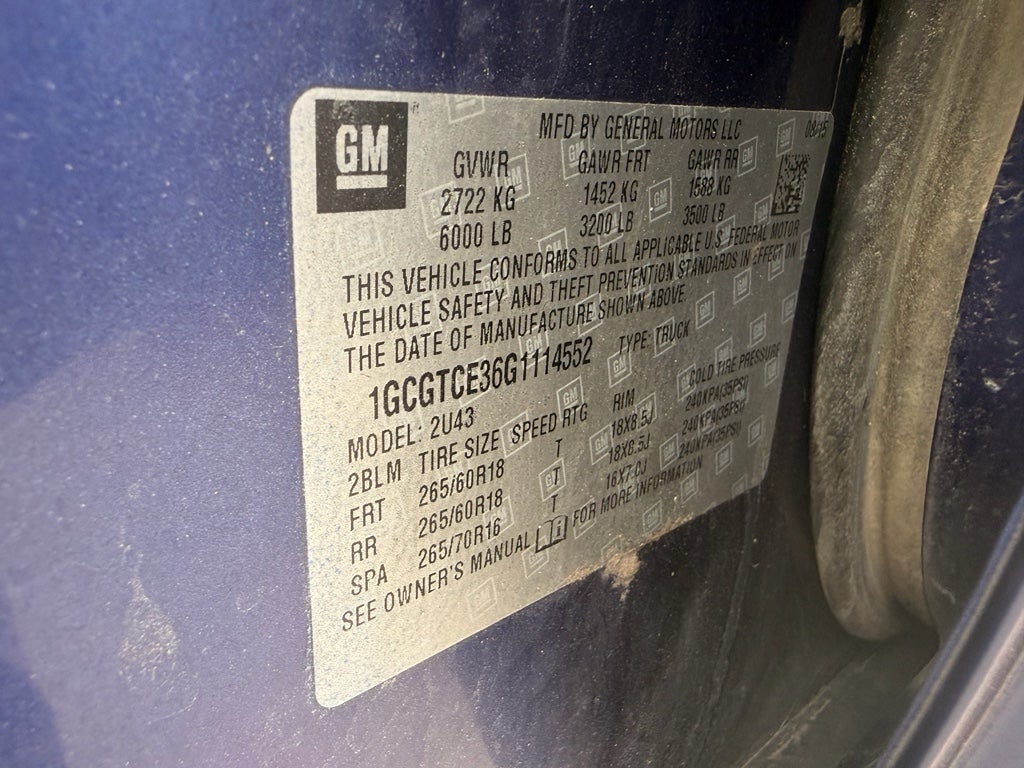 GM
MFD BY GENERAL MOTORS LLC 08/15
GVWR GAWR FRT GAWR RR
2722 KG 1452 KG 1588 KG
6000 LB 3200 LB 3500 LB
THIS VEHICLE CONFORMS TO ALL APPLICABLE U.S. FEDERAL MOTOR
VEHICLE SAFETY AND THEFT PREVENTION STANDARDS IN EFFECT ON
THE DATE OF MANUFACTURE SHOWN ABOVE.
1GCGTCE36G1114552 TYPE: TRUCK
MODEL: 2U43
2BLM TIRE SIZE SPEED RTG RIM COLD TIRE PRESSURE
FRT 265/60R18 T 18X8.5J 240KPA(35PSI)
RR 265/60R18 T 18X8.5J 240KPA(35PSI)
SPA 265/70R16 T 16X7.0J 240KPA(35PSI)
SEE OWNER'S MANUAL FOR MORE INFORMATION